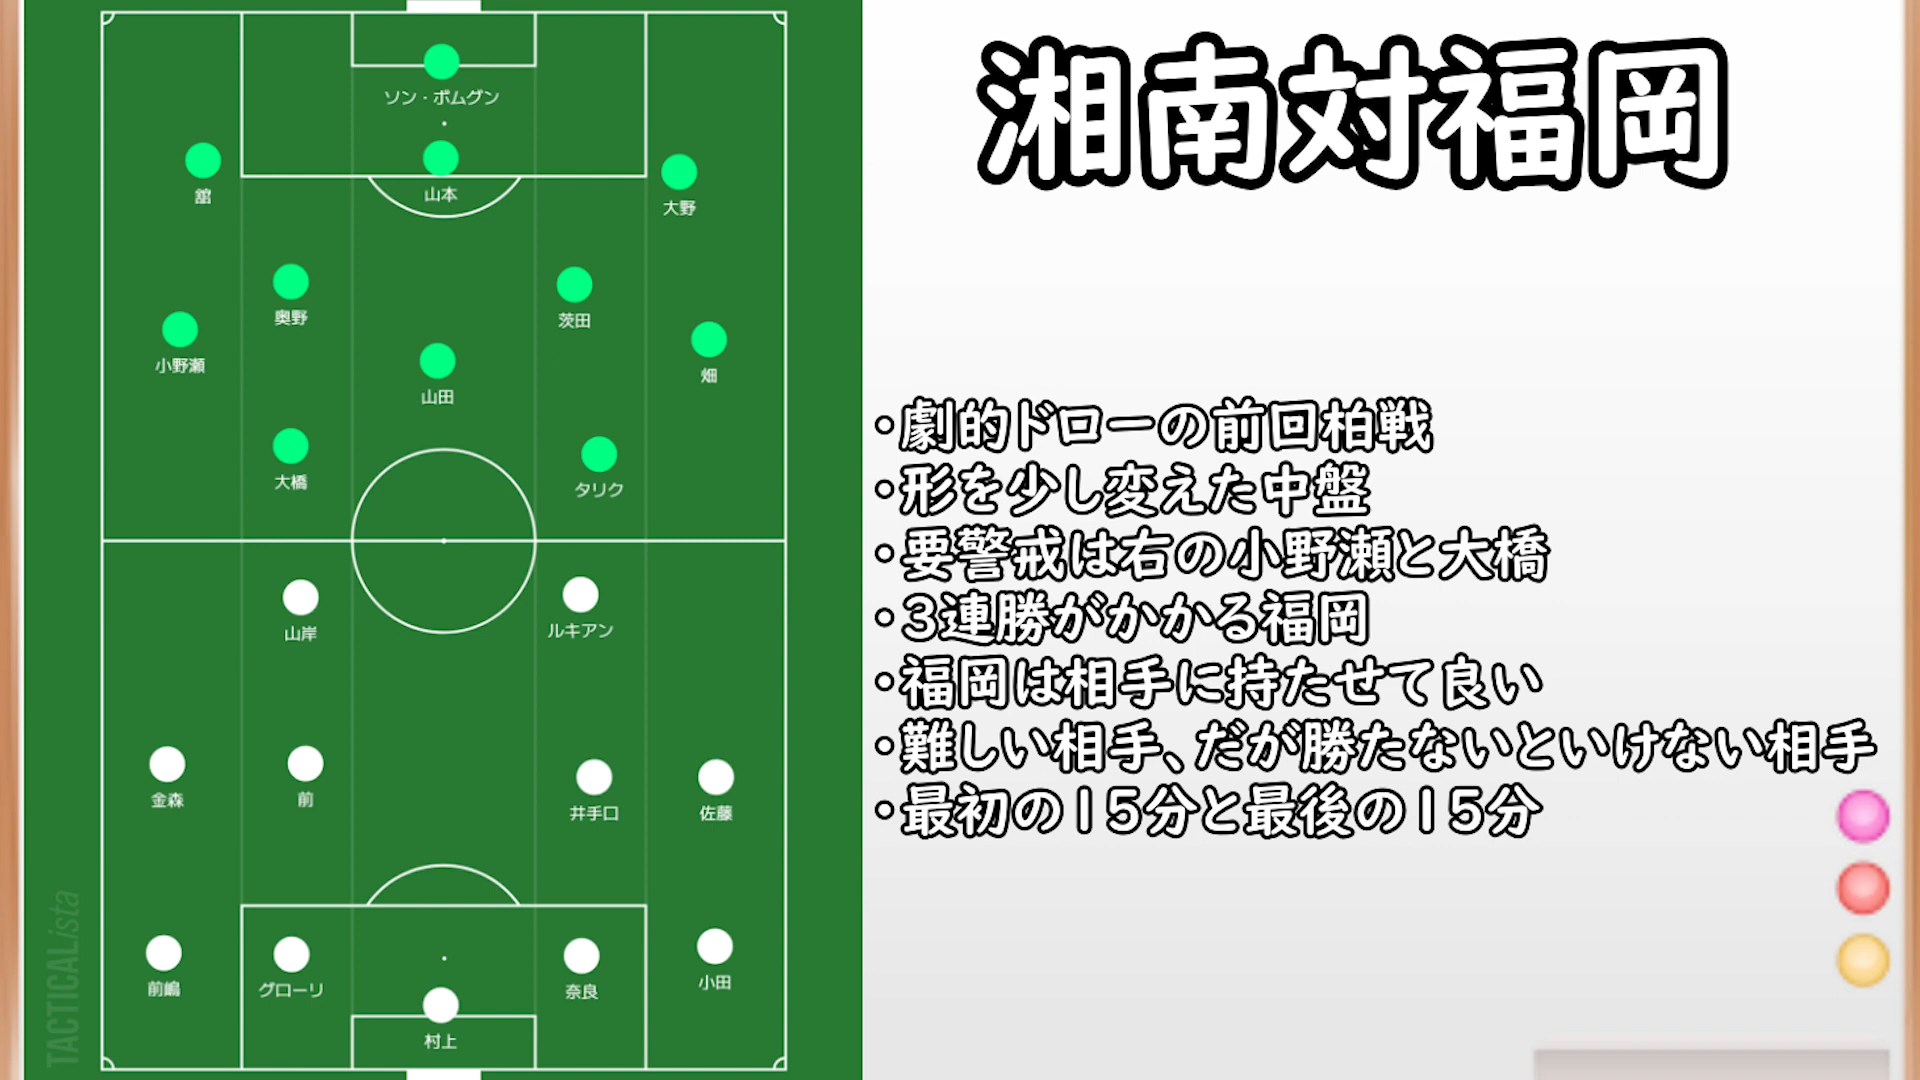 湘南対福岡
ソン・ボムグン
舘
山本
大野
奥野
茨田
小野瀬
畑
山田
大橋
タリク
山岸
ルキアン
金森
前
井手口
佐藤
前嶋
グローリ
奈良
小田
村上
TACTICALista
・劇的ドローの前回柏戦
・形を少し変えた中盤
・要警戒は右の小野瀬と大橋
・3連勝がかかる福岡
・福岡は相手に持たせて良い
・難しい相手、だが勝たないといけない相手
・最初の15分と最後の15分